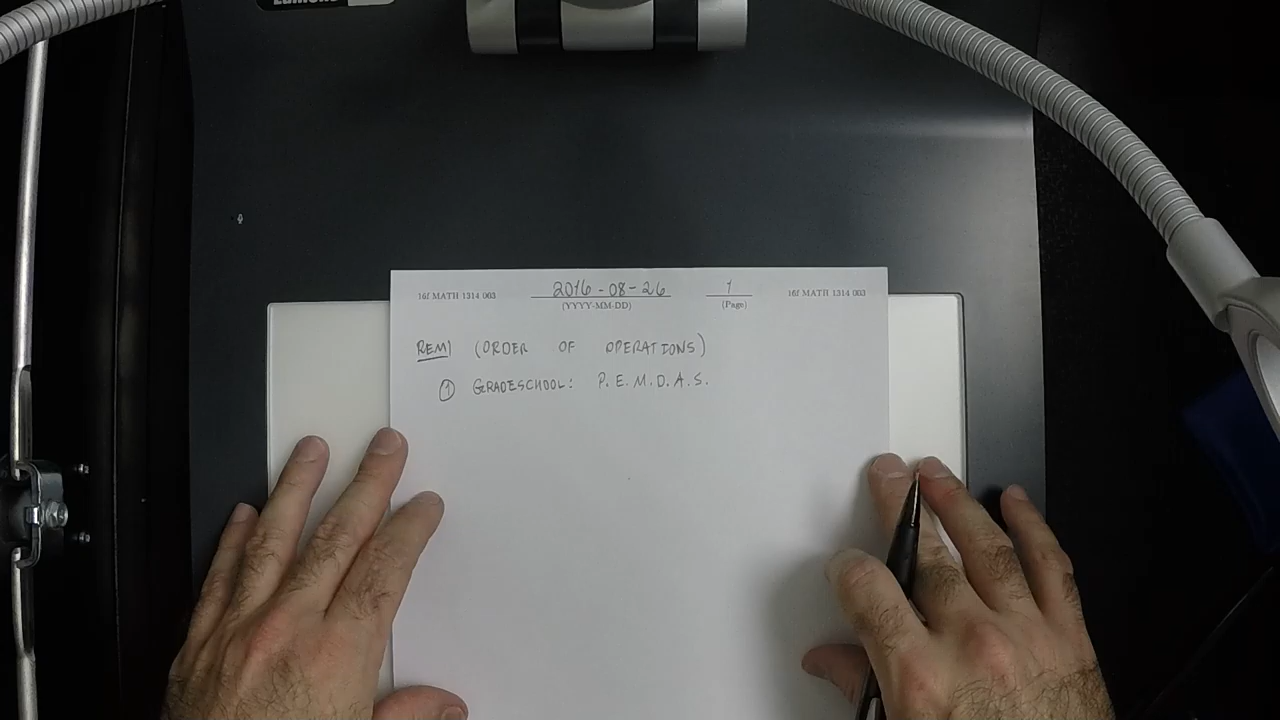 16f MATH 1314 003 2016-08-26 1 16f MATH 1314 003
(YYYY-MM-DD) (Page)
REM) (ORDER OF OPERATIONS)
① GRADESCHOOL: P.E.M.D.A.S.